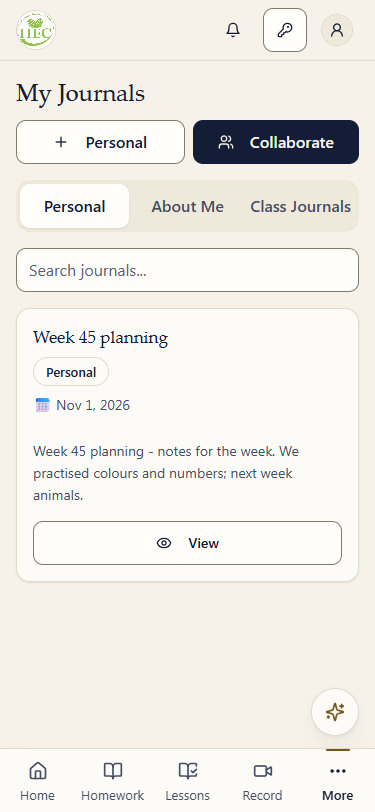 HEC
My Journals
Personal
Collaborate
Personal
About Me
Class Journals
Search journals...
Week 45 planning
Personal
Nov 1, 2026
Week 45 planning - notes for the week. We
practised colours and numbers; next week
animals.
View
Home
Homework
Lessons
Record
More